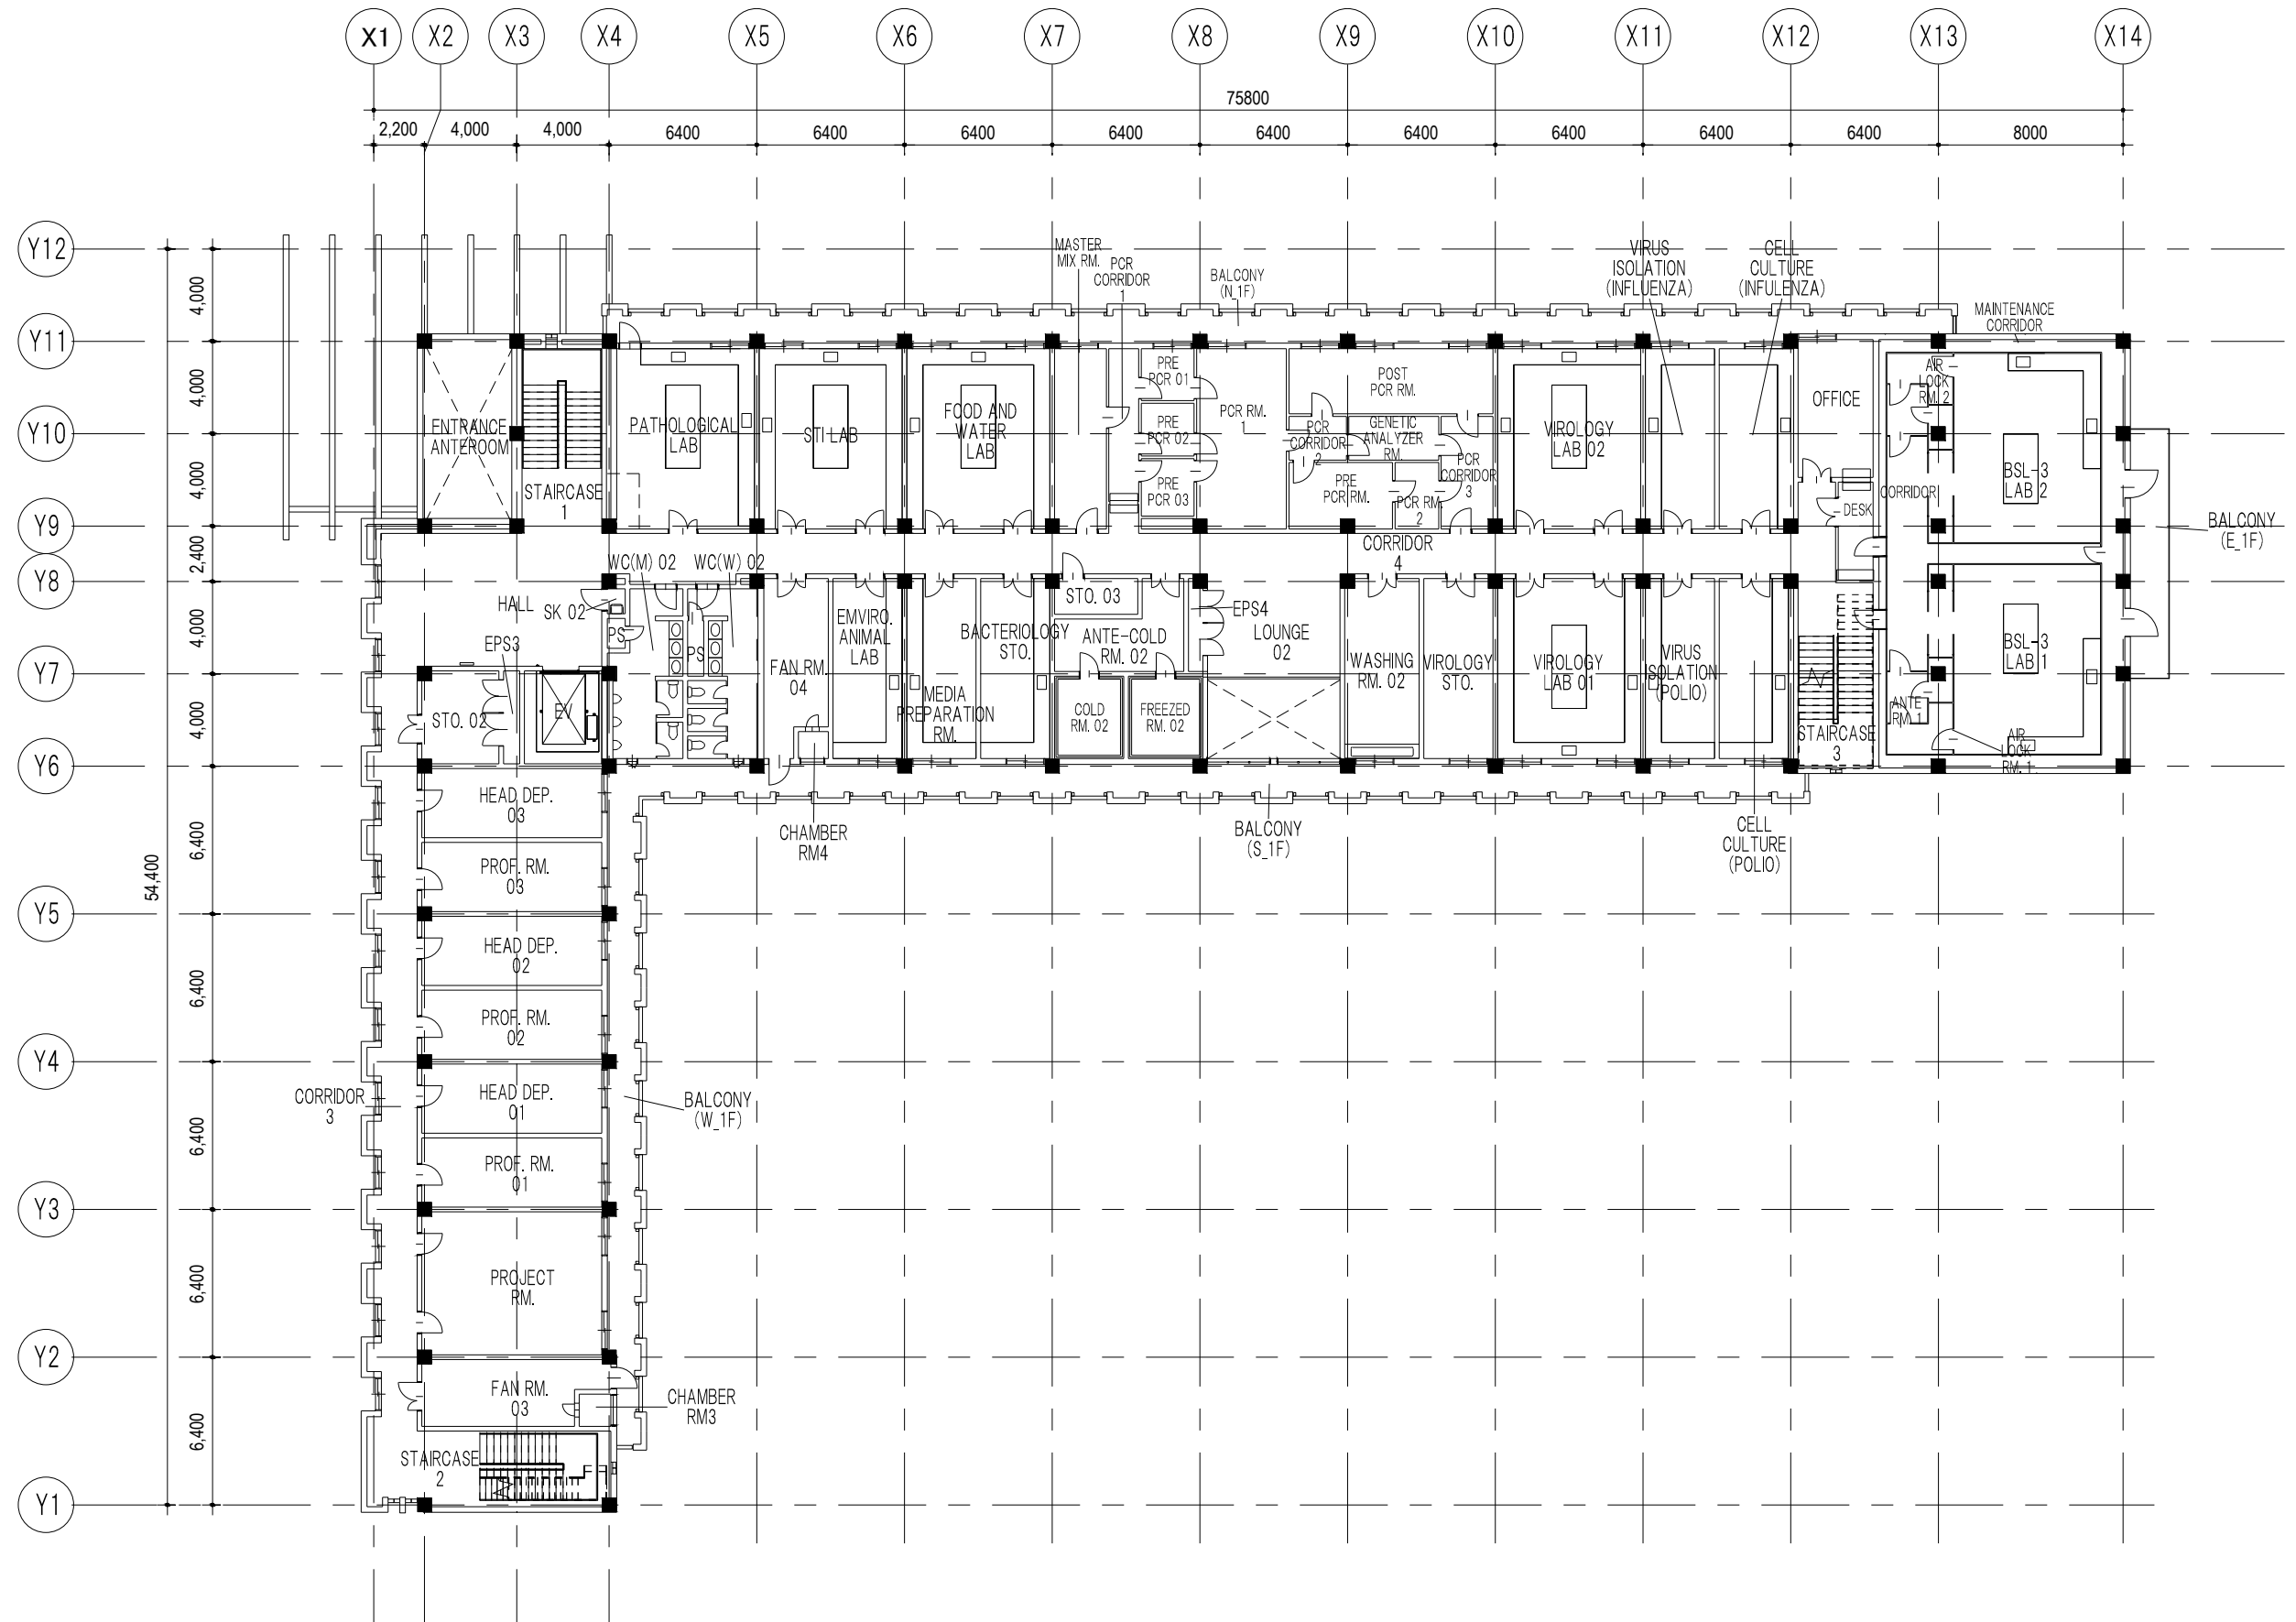 X1 X2 X3 X4 X5 X6 X7 X8 X9 X10 X11 X12 X13 X14
75800
2,200 4,000 4,000 6400 6400 6400 6400 6400 6400 6400 6400 6400 8000
Y12
Y11
Y10
Y9
Y8
Y7
Y6
Y5
Y4
Y3
Y2
Y1
4,000
4,000
4,000
2,400
4,000
4,000
6,400
6,400
6,400
6,400
6,400
54,400
MASTER
MIX RM.
PCR
CORRIDOR
1
BALCONY
(N_1F)
VIRUS
ISOLATION
(INFLUENZA)
CELL
CULTURE
(INFULENZA)
MAINTENANCE
CORRIDOR
ENTRANCE
ANTEROOM
STAIRCASE
1
PATHOLOGICAL
LAB
STI LAB
FOOD AND
WATER
LAB
PRE
PCR 01
PRE
PCR 02
PRE
PCR 03
PCR RM.
1
POST
PCR RM.
PCR
CORRIDOR
2
GENETIC
ANALYZER
RM.
PRE
PCR RM.
PCR RM.
2
PCR
CORRIDOR
3
VIROLOGY
LAB 02
OFFICE
DESK
AIR
LOCK
RM. 2
CORRIDOR
BSL-3
LAB 2
BALCONY
(E_1F)
CORRIDOR
4
HALL
SK 02
EPS3
PS
WC(M) 02
WC(W) 02
PS
FAN RM.
04
EMVIRO.
ANIMAL
LAB
MEDIA
PREPARATION
RM.
BACTERIOLOGY
STO.
STO. 03
ANTE-COLD
RM. 02
EPS4
COLD
RM. 02
FREEZED
RM. 02
LOUNGE
02
WASHING
RM. 02
VIROLOGY
STO.
VIROLOGY
LAB 01
VIRUS
ISOLATION
(POLIO)
STAIRCASE
3
BSL-3
LAB 1
ANTE
RM. 1
AIR
LOCK
RM. 1
STO. 02
EV
CHAMBER
RM4
BALCONY
(S_1F)
CELL
CULTURE
(POLIO)
HEAD DEP.
03
PROF. RM.
03
HEAD DEP.
02
PROF. RM.
02
HEAD DEP.
01
PROF. RM.
01
CORRIDOR
3
BALCONY
(W_1F)
PROJECT
RM.
FAN RM.
03
CHAMBER
RM3
STAIRCASE
2